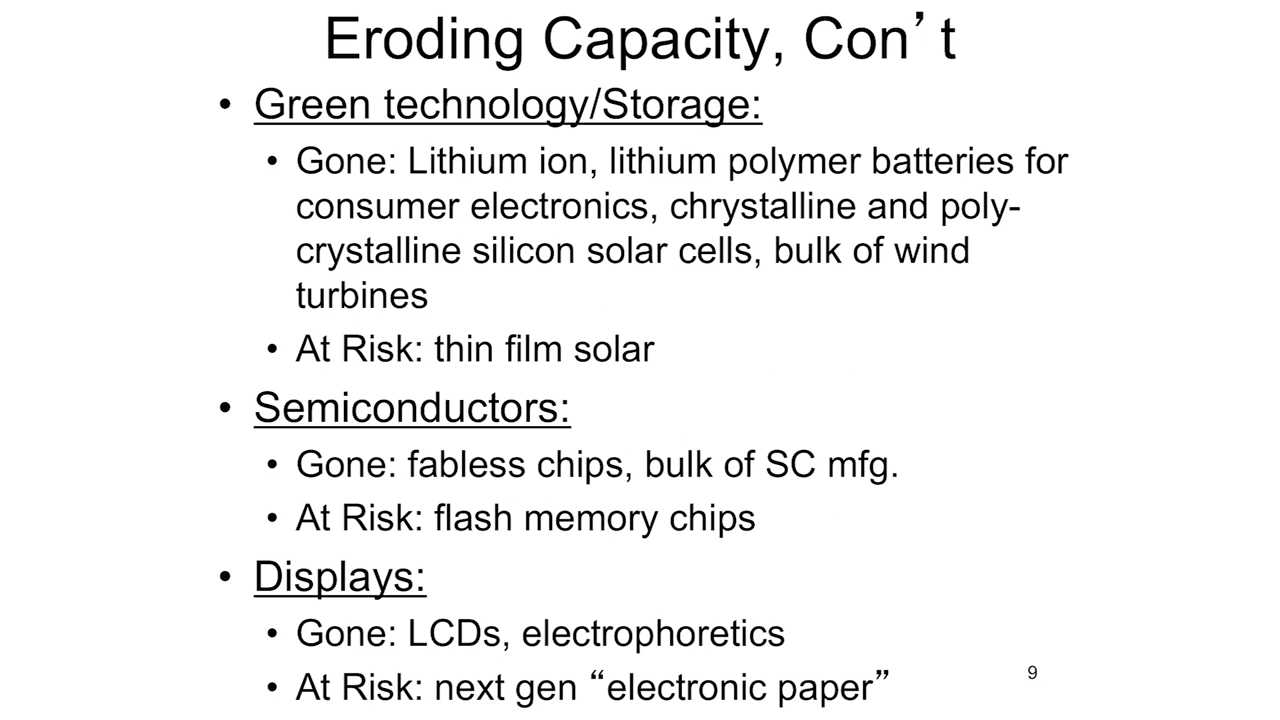 Eroding Capacity, Con’t
• Green technology/Storage:
• Gone: Lithium ion, lithium polymer batteries for
consumer electronics, chrystalline and poly-
crystalline silicon solar cells, bulk of wind
turbines
• At Risk: thin film solar
• Semiconductors:
• Gone: fabless chips, bulk of SC mfg.
• At Risk: flash memory chips
• Displays:
• Gone: LCDs, electrophoretics
• At Risk: next gen “electronic paper”
9